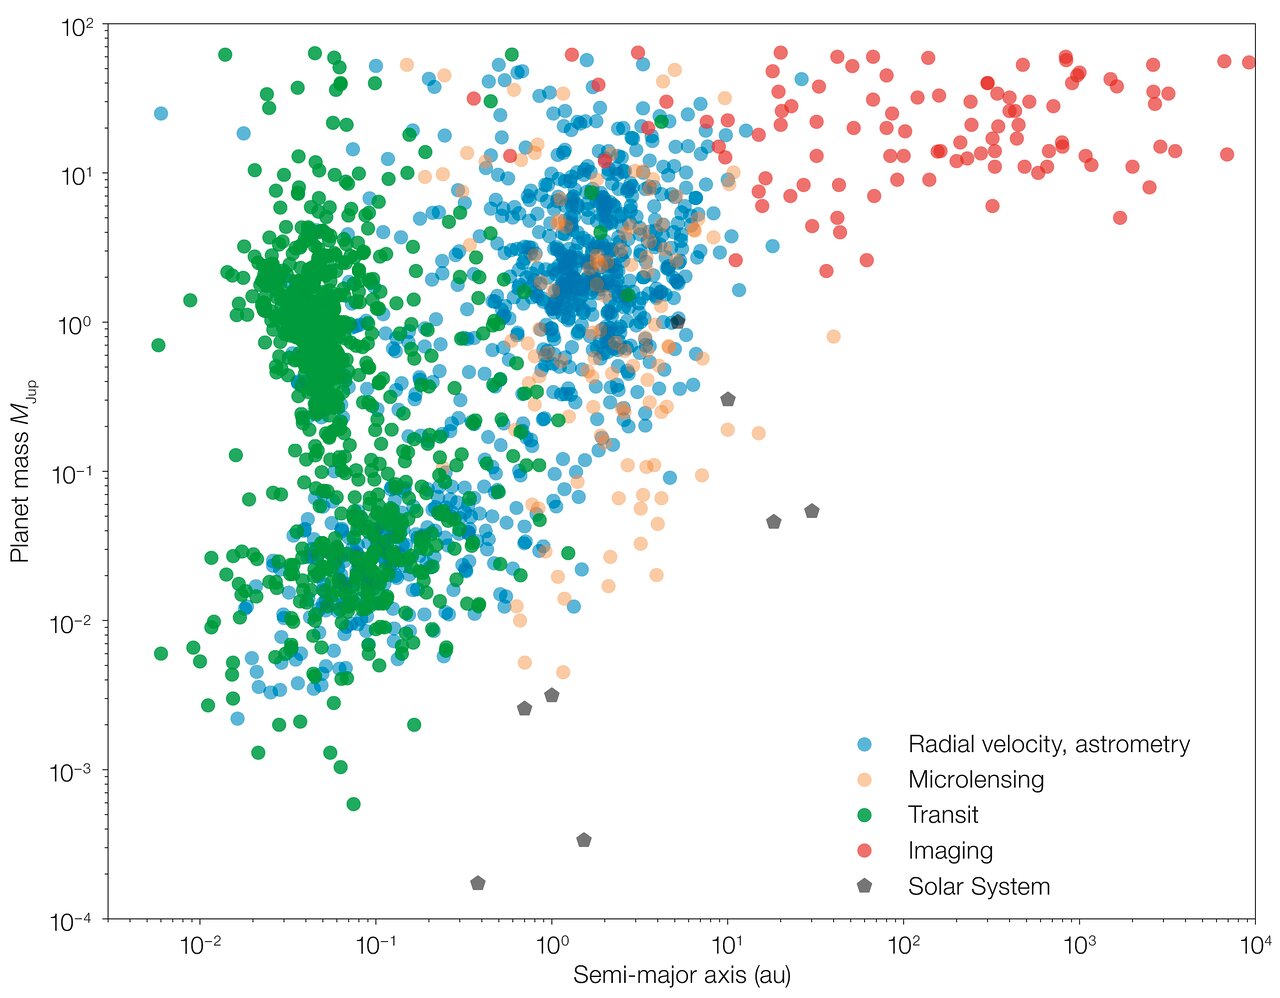 10²
10¹
10⁰
10⁻¹
10⁻²
10⁻³
10⁻⁴
Planet mass M_Jup
10⁻² 10⁻¹ 10⁰ 10¹ 10² 10³ 10⁴
Semi-major axis (au)
Radial velocity, astrometry
Microlensing
Transit
Imaging
Solar System